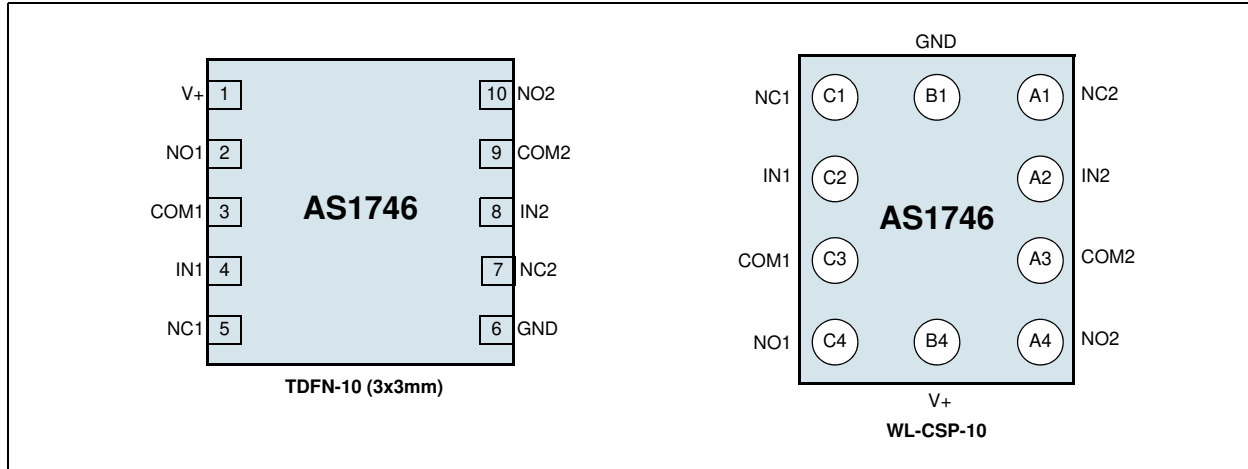 V+ 1 10 NO2
NO1 2 9 COM2
COM1 3 AS1746 8 IN2
IN1 4 7 NC2
NC1 5 6 GND
TDFN-10 (3x3mm)
GND
NC1 C1 B1 A1 NC2
IN1 C2 A2 IN2
AS1746
COM1 C3 A3 COM2
NO1 C4 B4 A4 NO2
V+
WL-CSP-10